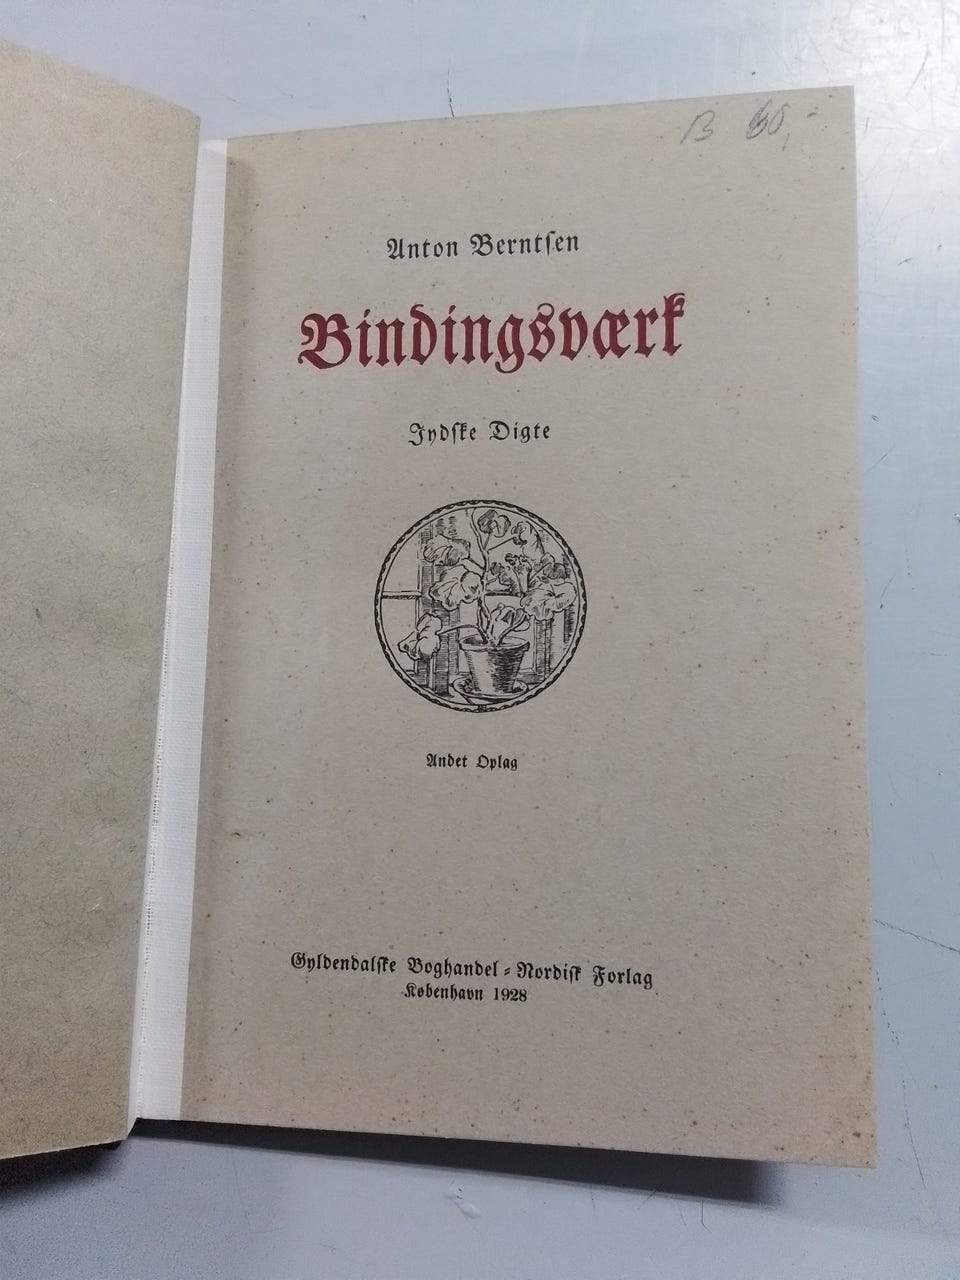 B 60,-
Anton Berntsen
Bindingsværk
Jydske Digte
Andet Oplag
Gyldendalske Boghandel - Nordisk Forlag
København 1928